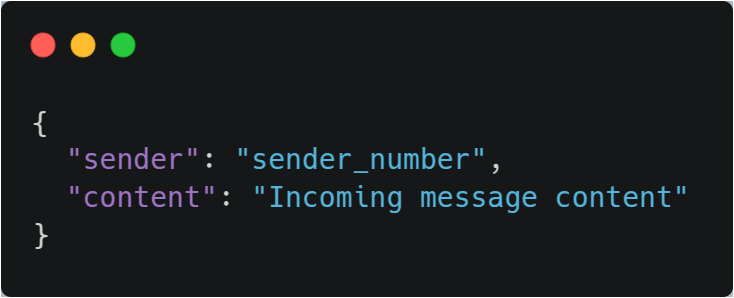 {
  "sender": "sender_number",
  "content": "Incoming message content"
}